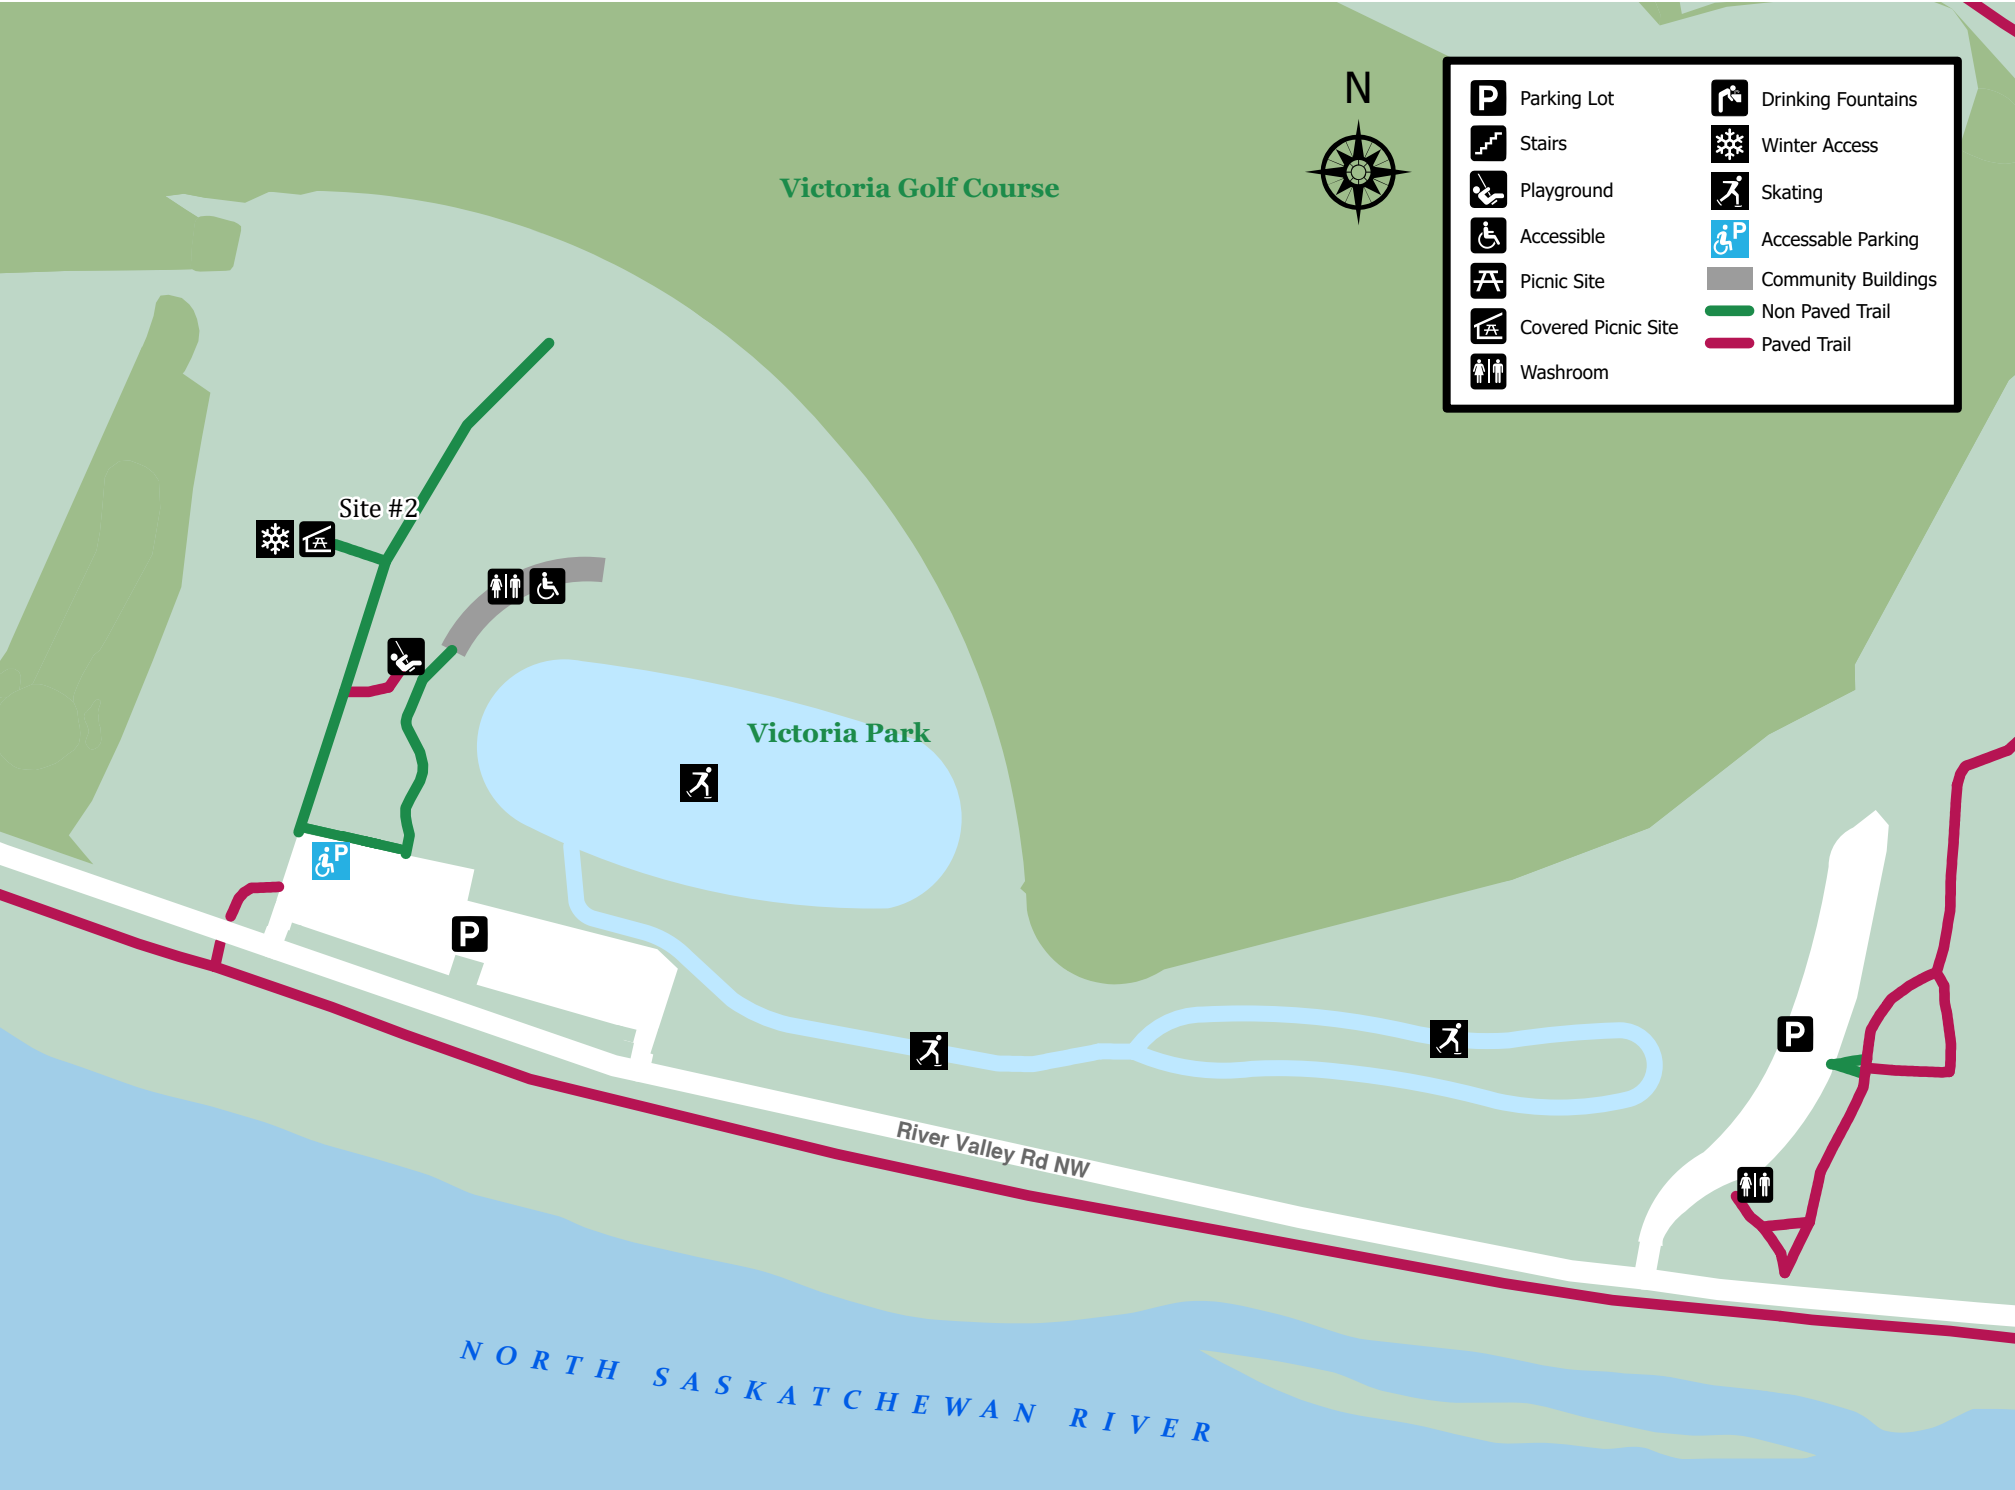 N
Parking Lot
Stairs
Playground
Accessible
Picnic Site
Covered Picnic Site
Washroom
Drinking Fountains
Winter Access
Skating
P
Accessable Parking
Community Buildings
Non Paved Trail
Paved Trail
P
Victoria Golf Course
Site #2
Victoria Park
P
P
P
River Valley Rd NW
NORTH SASKATCHEWAN RIVER